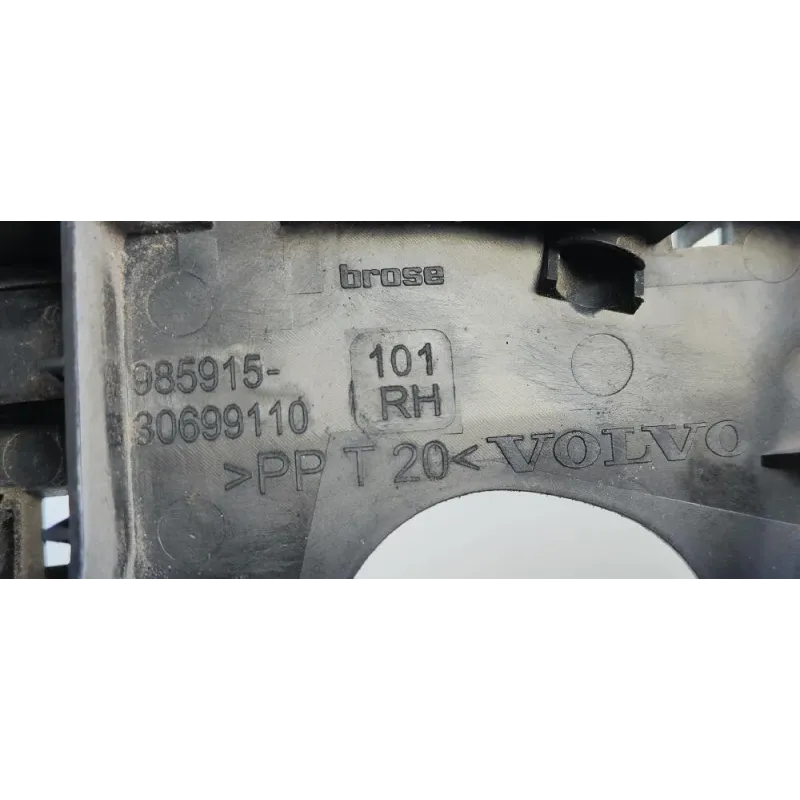 brose
985915-
101
30699110
RH
>PP T 20< VOLVO